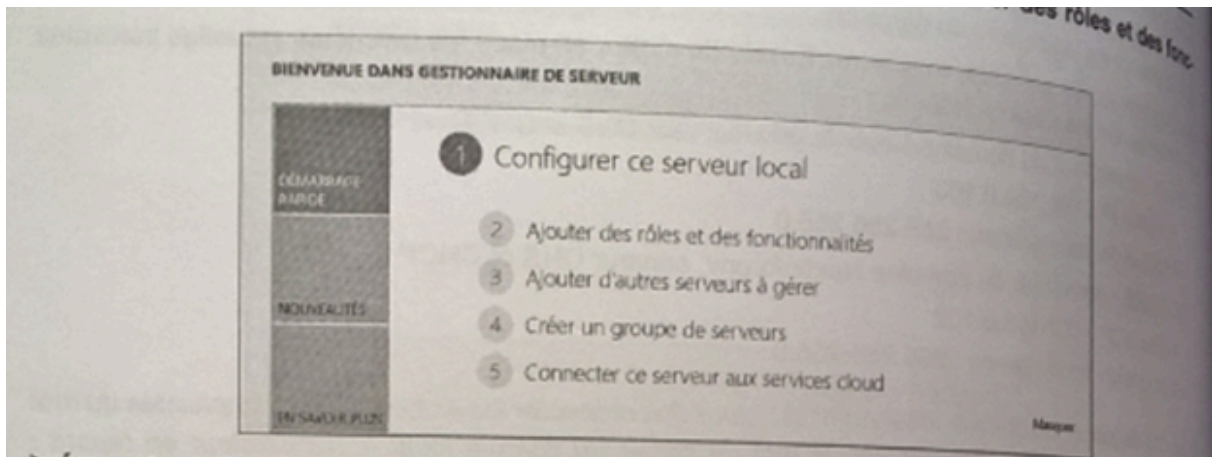 des rôles et des fonc-
BIENVENUE DANS GESTIONNAIRE DE SERVEUR
DÉMARRAGE
RAPIDE
1 Configurer ce serveur local
2 Ajouter des rôles et des fonctionnalités
3 Ajouter d'autres serveurs à gérer
NOUVEAUTÉS
4 Créer un groupe de serveurs
5 Connecter ce serveur aux services cloud
EN SAVOIR PLUS
Masquer